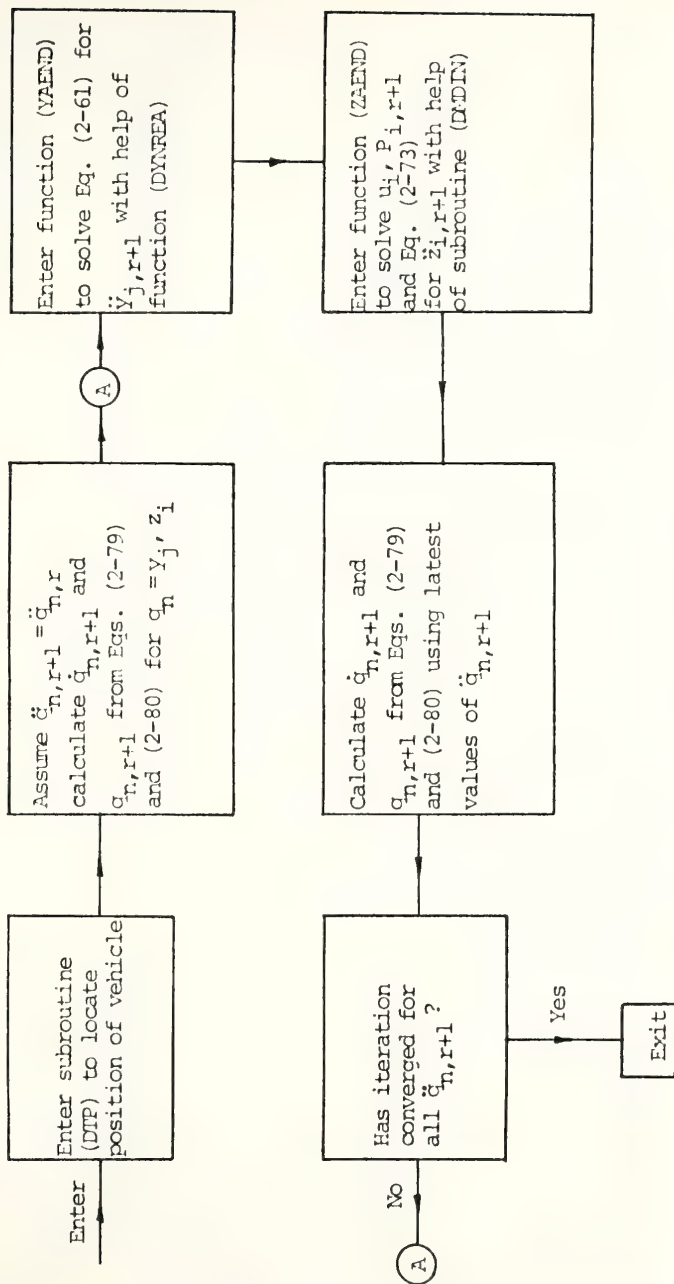 Enter
Enter subroutine
(DTP) to locate
position of vehicle
Assume q̈n,r+1 = q̈n,r
calculate q̇n,r+1 and
qn,r+1 from Eqs. (2-79)
and (2-80) for qn = yj, zi
A
Enter function (YAEND)
to solve Eq. (2-61) for
ÿj,r+1 with help of
function (DYNREA)
Enter function (ZAEND)
to solve ui, Pi,r+1
and Eq. (2-73)
for z̈i,r+1 with help
of subroutine (DMDIN)
Calculate q̇n,r+1 and
qn,r+1 from Eqs. (2-79)
and (2-80) using latest
values of q̈n,r+1
Has iteration
converged for
all q̈n,r+1 ?
No
A
Yes
Exit